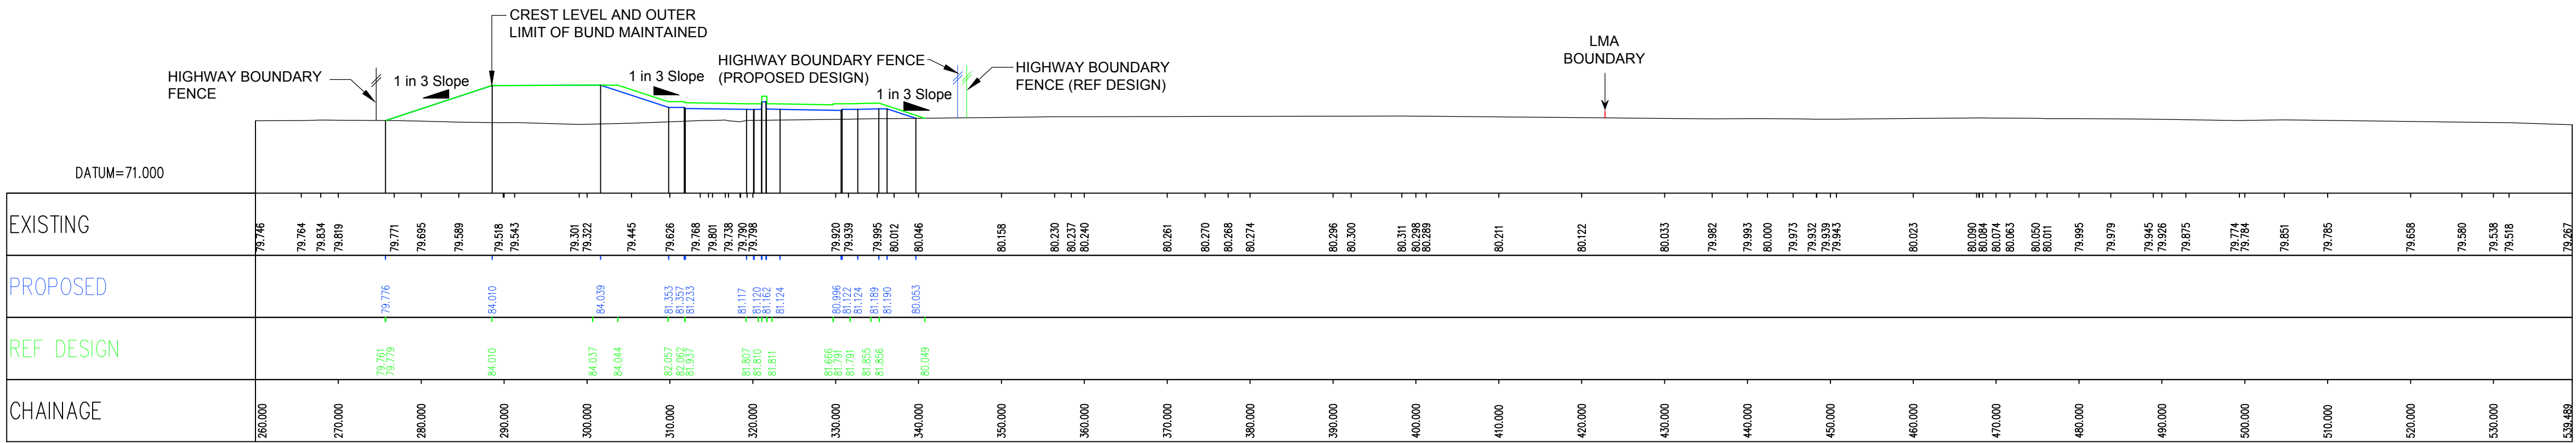 CREST LEVEL AND OUTER
LIMIT OF BUND MAINTAINED
HIGHWAY BOUNDARY
FENCE
1 in 3 Slope
1 in 3 Slope
HIGHWAY BOUNDARY FENCE
(PROPOSED DESIGN)
HIGHWAY BOUNDARY
FENCE (REF DESIGN)
1 in 3 Slope
LMA
BOUNDARY
DATUM=71.000
EXISTING
79.746 79.764 79.834 79.819 79.771 79.695 79.589 79.518 79.543 79.301 79.322 79.445 79.626 79.768 79.801 79.738 79.790 79.798 79.920 79.939 79.995 80.012 80.046 80.158 80.230 80.237 80.240 80.261 80.270 80.268 80.274 80.296 80.300 80.311 80.298 80.289 80.211 80.122 80.033 79.982 79.993 80.000 79.973 79.932 79.939 79.943 80.023 80.090 80.084 80.074 80.063 80.050 80.011 79.995 79.979 79.945 79.926 79.875 79.774 79.784 79.851 79.785 79.658 79.580 79.538 79.518 79.267
PROPOSED
79.776 84.010 84.039 81.353 81.357 81.233 81.117 81.120 81.162 81.124 80.996 81.122 81.124 81.189 81.190 80.053
REF DESIGN
79.761 79.779 84.010 84.037 84.044 82.057 82.062 81.937 81.807 81.810 81.811 81.666 81.791 81.791 81.855 81.856 80.049
CHAINAGE
260.000 270.000 280.000 290.000 300.000 310.000 320.000 330.000 340.000 350.000 360.000 370.000 380.000 390.000 400.000 410.000 420.000 430.000 440.000 450.000 460.000 470.000 480.000 490.000 500.000 510.000 520.000 530.000 539.489